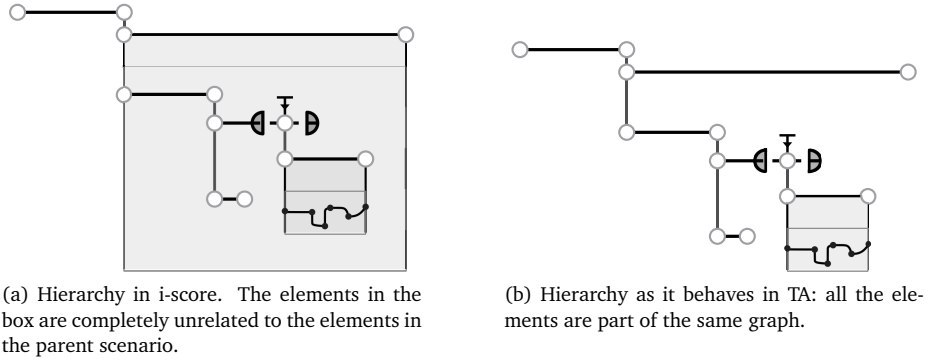 (a) Hierarchy in i-score. The elements in the
box are completely unrelated to the elements in
the parent scenario.
(b) Hierarchy as it behaves in TA: all the ele-
ments are part of the same graph.